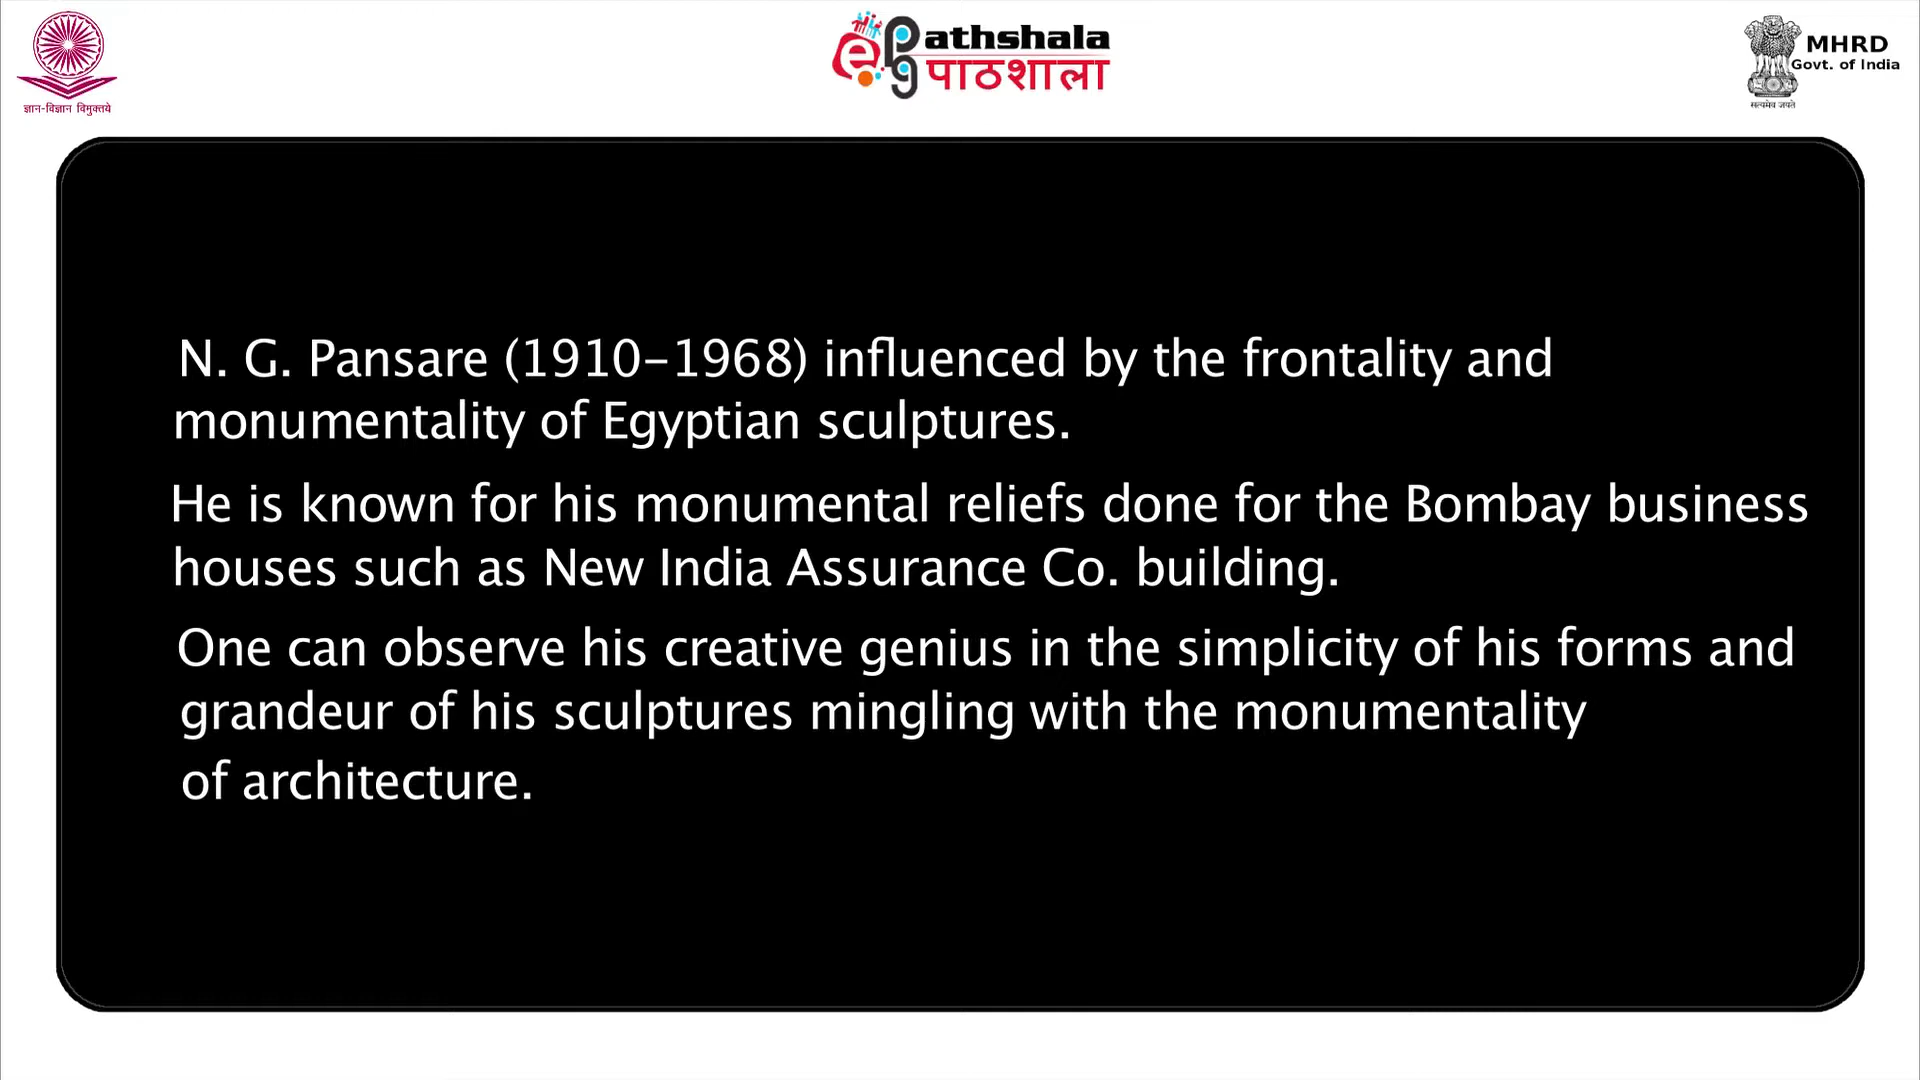 ज्ञान-विज्ञान विमुक्तये
ePathshala
पाठशाला
MHRD
Govt. of India
सत्यमेव जयते
N. G. Pansare (1910–1968) influenced by the frontality and
monumentality of Egyptian sculptures.
He is known for his monumental reliefs done for the Bombay business
houses such as New India Assurance Co. building.
One can observe his creative genius in the simplicity of his forms and
grandeur of his sculptures mingling with the monumentality
of architecture.